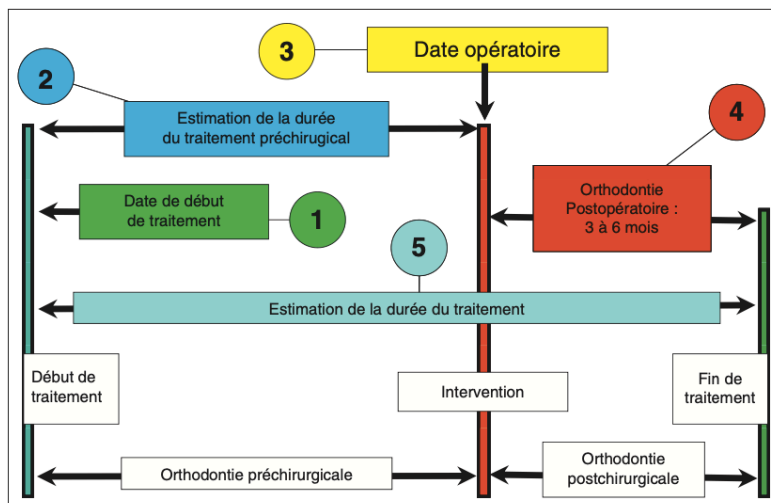 3
Date opératoire
2
Estimation de la durée
du traitement préchirugical
4
Date de début
de traitement
1
Orthodontie
Postopératoire :
3 à 6 mois
5
Estimation de la durée du traitement
Début de
traitement
Intervention
Fin de
traitement
Orthodontie préchirurgicale
Orthodontie
postchirurgicale